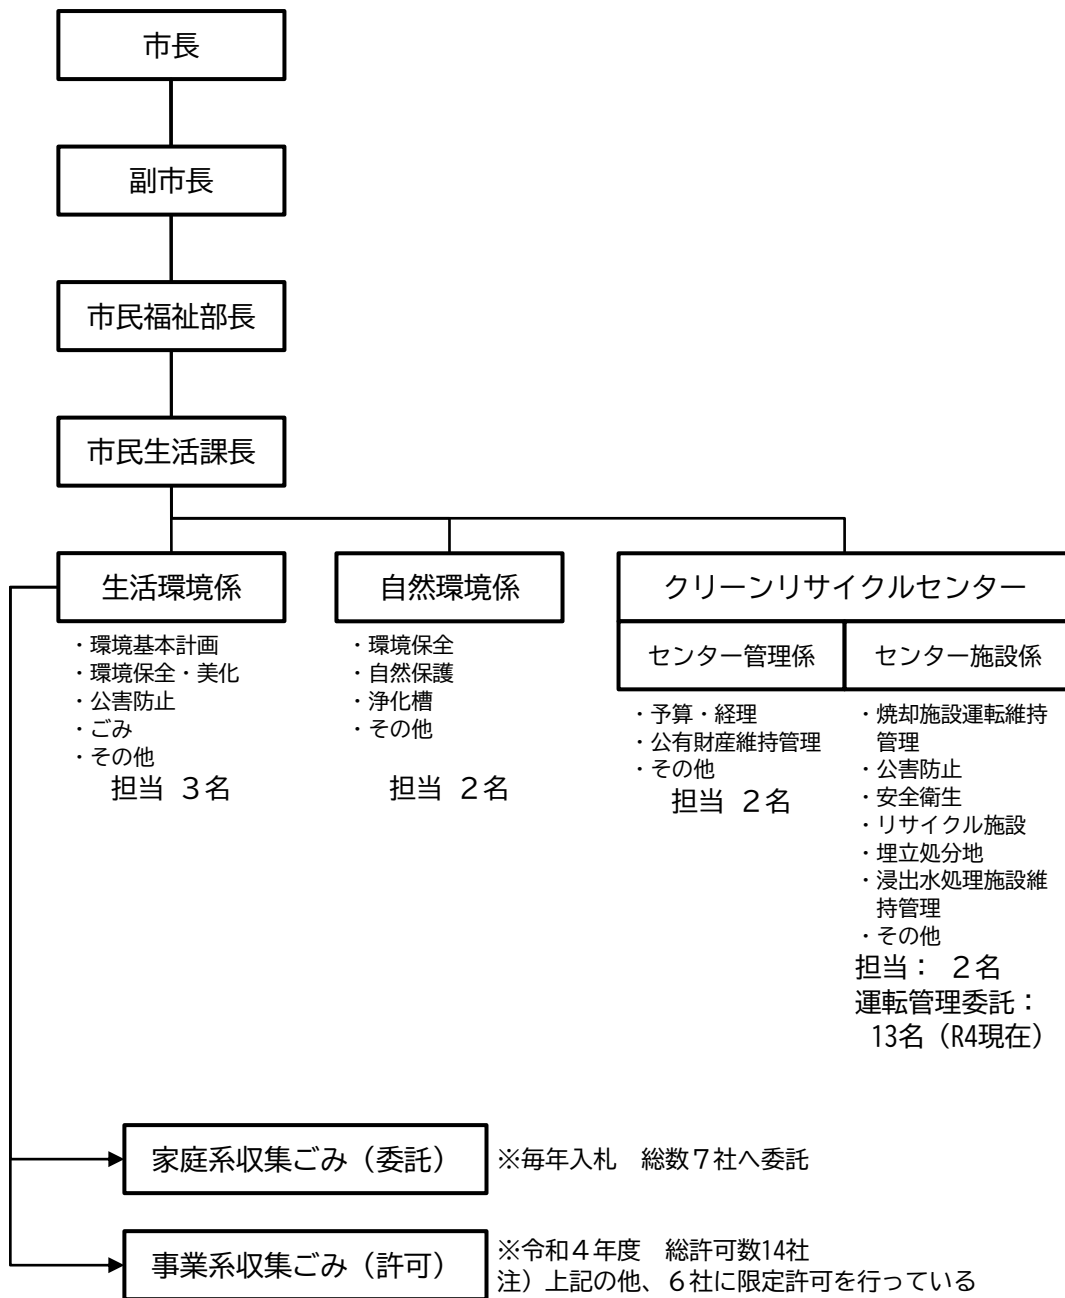 市長
副市長
市民福祉部長
市民生活課長
生活環境係
・環境基本計画
・環境保全・美化
・公害防止
・ごみ
・その他
担当 3名
自然環境係
・環境保全
・自然保護
・浄化槽
・その他
担当 2名
クリーンリサイクルセンター
センター管理係
・予算・経理
・公有財産維持管理
・その他
担当 2名
センター施設係
・焼却施設運転維持
管理
・公害防止
・安全衛生
・リサイクル施設
・埋立処分地
・浸出水処理施設維
持管理
・その他
担当： 2名
運転管理委託：
13名（R4現在）
家庭系収集ごみ（委託）
※毎年入札　総数７社へ委託
事業系収集ごみ（許可）
※令和４年度　総許可数14社
注）上記の他、６社に限定許可を行っている